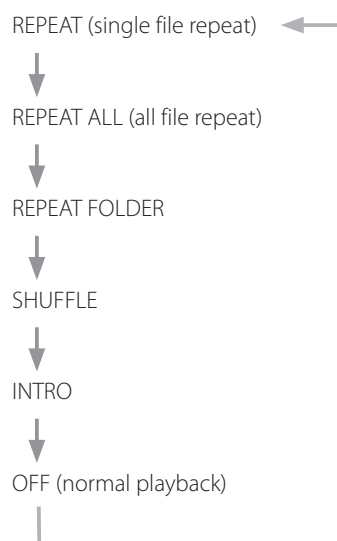 REPEAT (single file repeat)
REPEAT ALL (all file repeat)
REPEAT FOLDER
SHUFFLE
INTRO
OFF (normal playback)